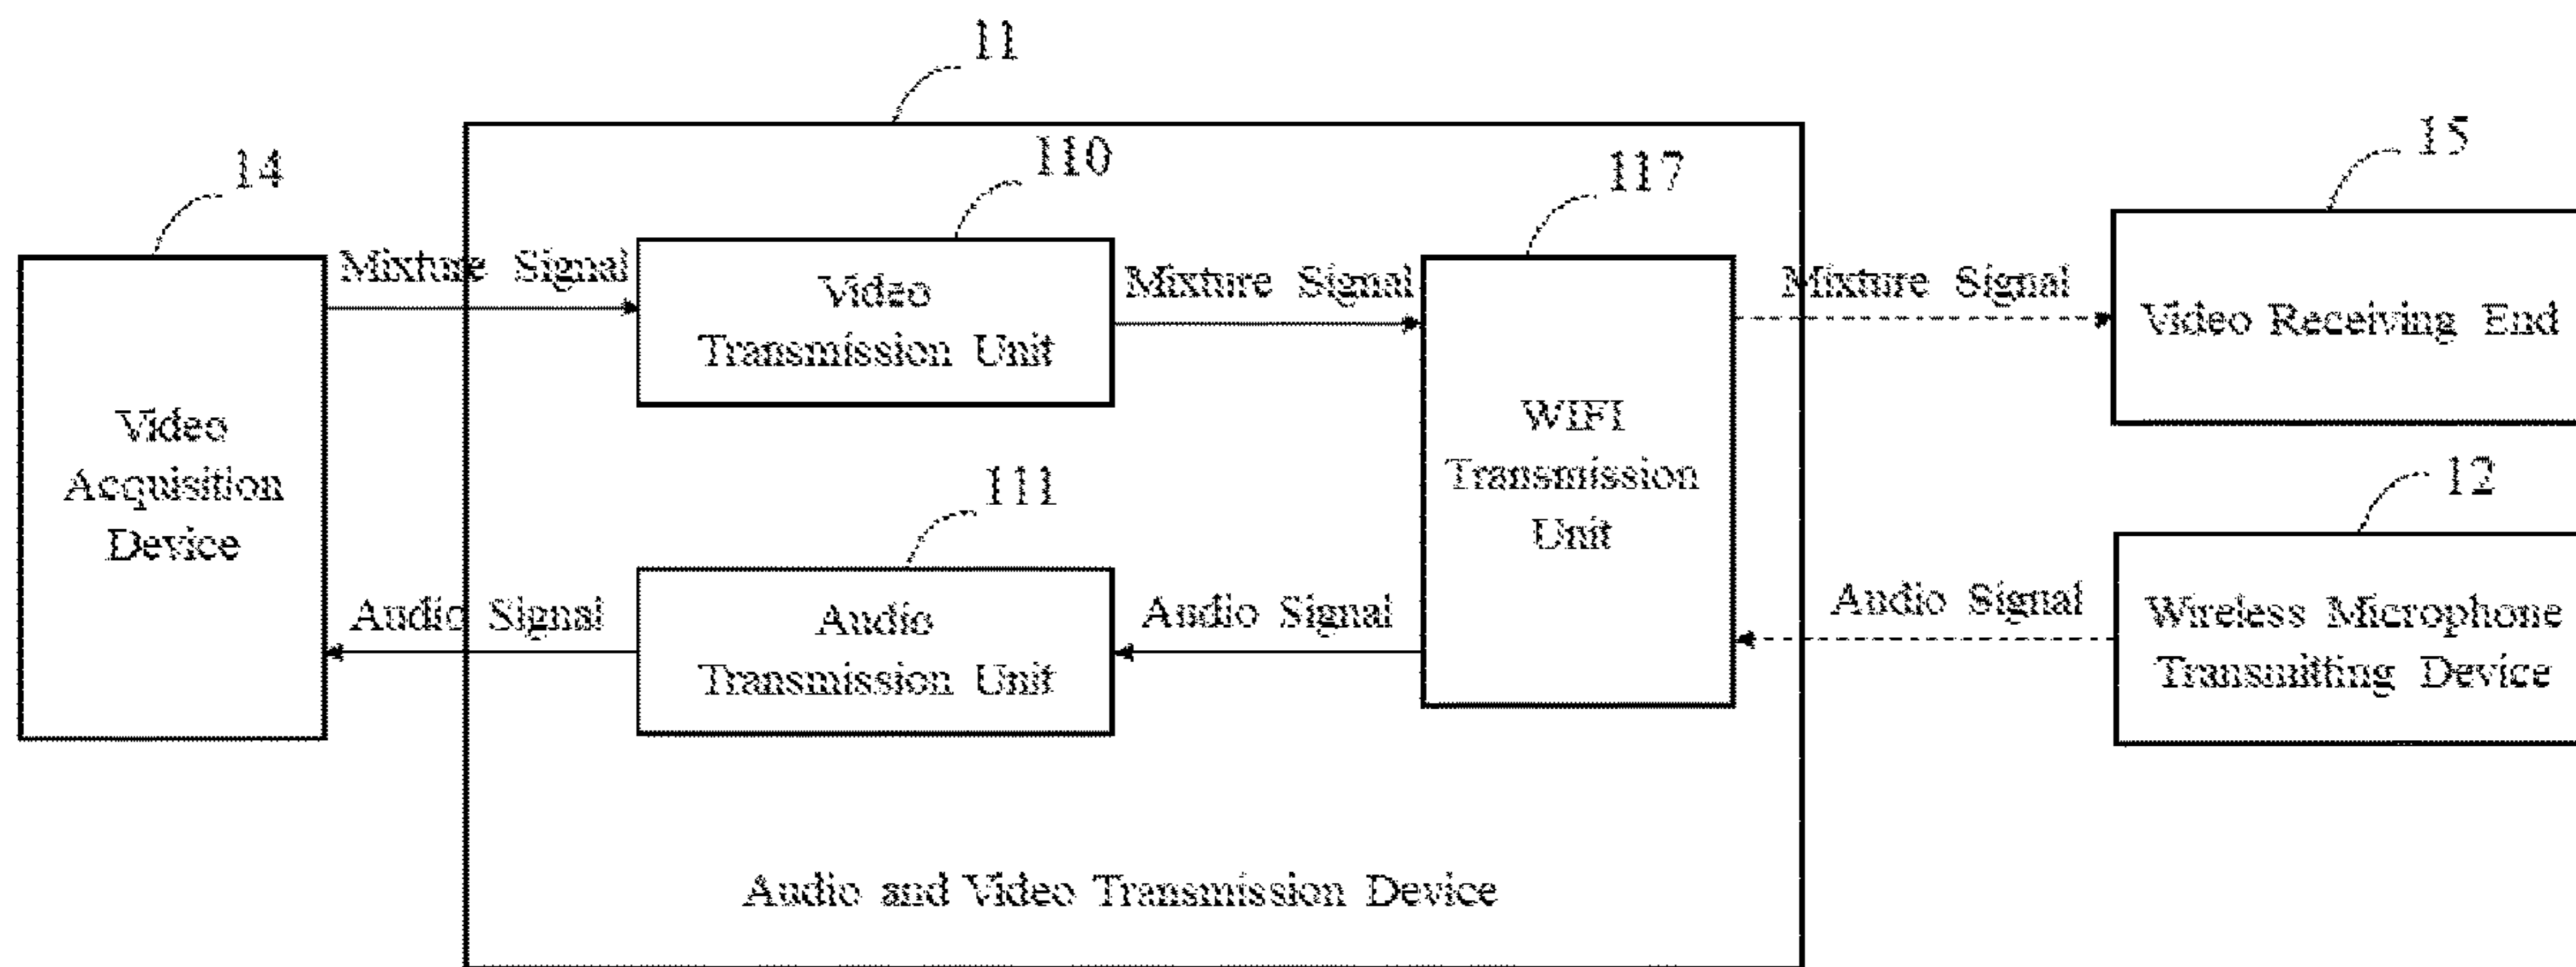 11
14
110
117
15
Mixture Signal
Video
Transmission Unit
Mixture Signal
Mixture Signal
Video Receiving End
Video
Acquisition
Device
WIFI
Transmission
Unit
111
12
Audio Signal
Audio
Transmission Unit
Audio Signal
Audio Signal
Wireless Microphone
Transmitting Device
Audio and Video Transmission Device